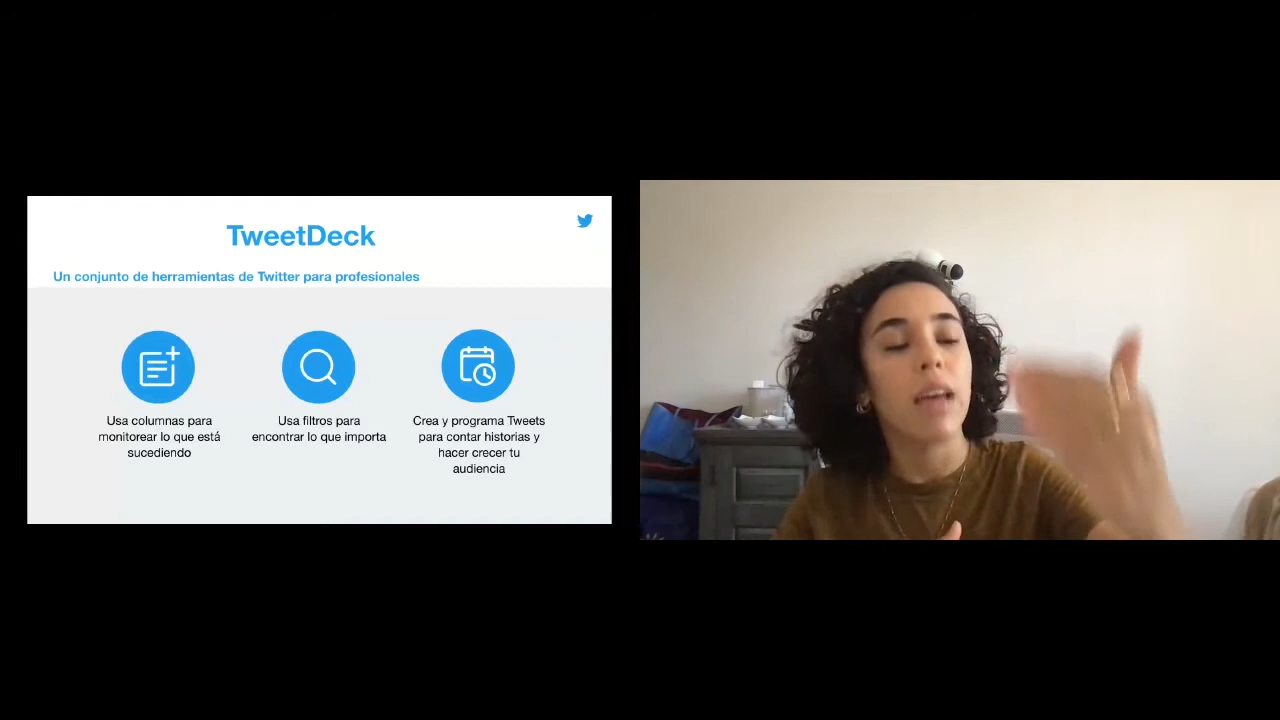 TweetDeck
Un conjunto de herramientas de Twitter para profesionales
Usa columnas para
monitorear lo que está
sucediendo
Usa filtros para
encontrar lo que importa
Crea y programa Tweets
para contar historias y
hacer crecer tu
audiencia